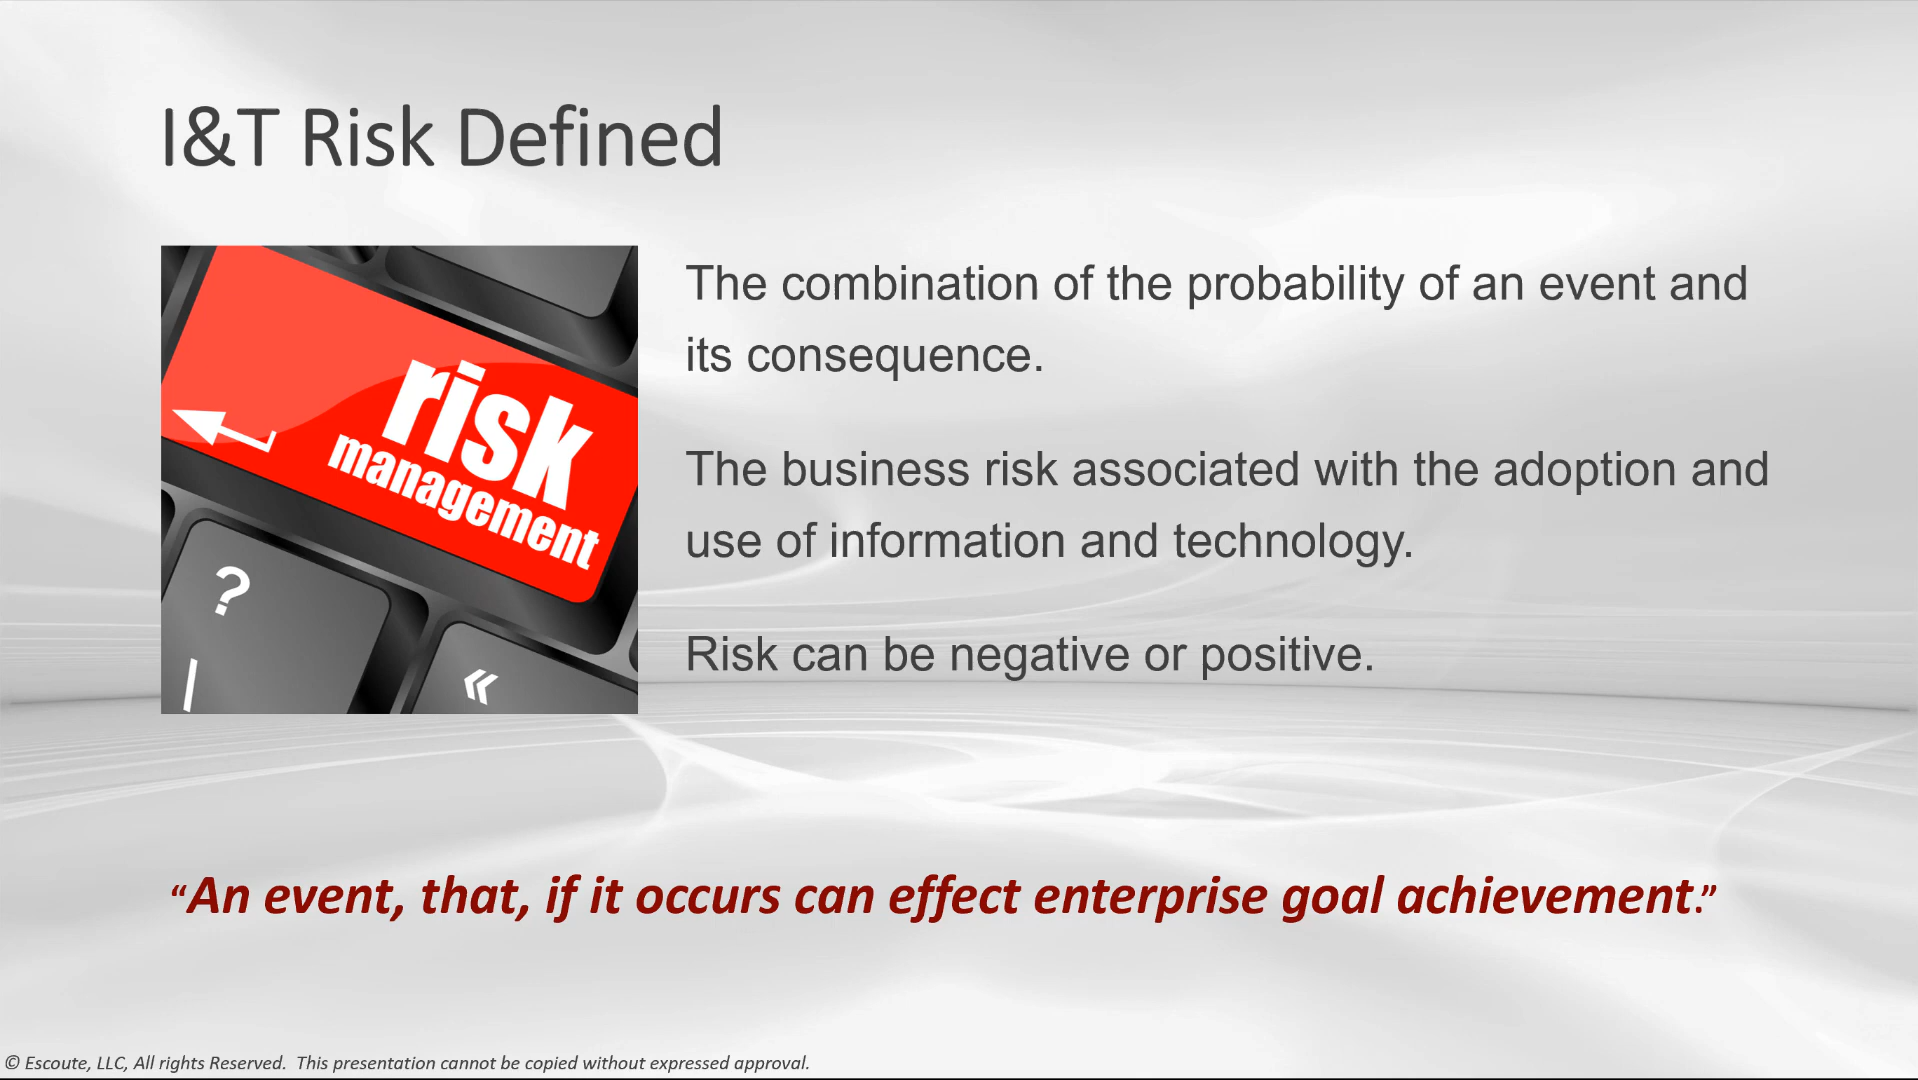 I&T Risk Defined
risk
management
?
«
The combination of the probability of an event and
its consequence.
The business risk associated with the adoption and
use of information and technology.
Risk can be negative or positive.
“An event, that, if it occurs can effect enterprise goal achievement.”
© Escoute, LLC, All rights Reserved.  This presentation cannot be copied without expressed approval.